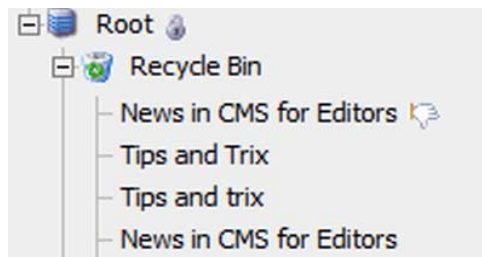 Root
Recycle Bin
News in CMS for Editors
Tips and Trix
Tips and trix
News in CMS for Editors